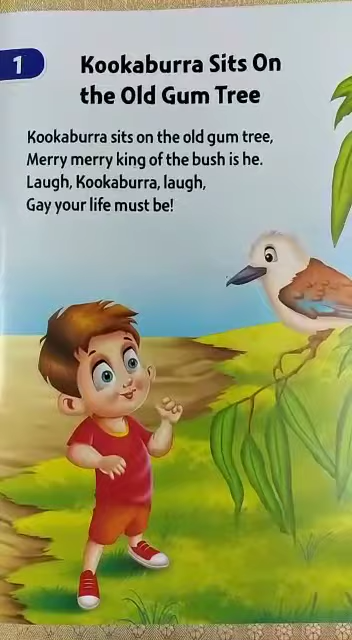 1
Kookaburra Sits On
the Old Gum Tree
Kookaburra sits on the old gum tree,
Merry merry king of the bush is he.
Laugh, Kookaburra, laugh,
Gay your life must be!